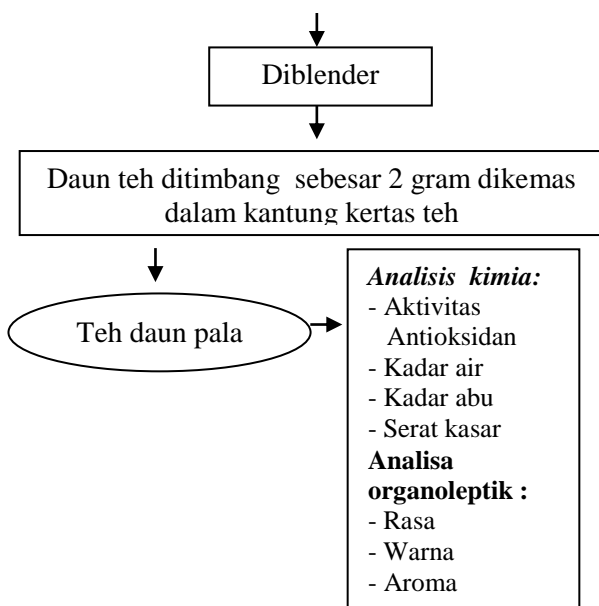 Diblender
Daun teh ditimbang sebesar 2 gram dikemas
dalam kantung kertas teh
Teh daun pala
Analisis kimia:
- Aktivitas
Antioksidan
- Kadar air
- Kadar abu
- Serat kasar
Analisa
organoleptik :
- Rasa
- Warna
- Aroma